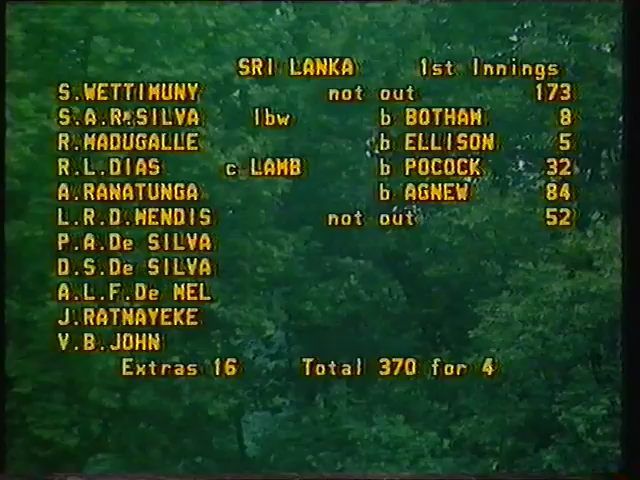 SRI LANKA 1st Innings
S.WETTIMUNY not out 173
S.A.R.SILVA lbw b BOTHAM 8
R.MADUGALLE b ELLISON 5
R.L.DIAS c LAMB b POCOCK 32
A.RANATUNGA b AGNEW 84
L.R.D.MENDIS not out 52
P.A.De SILVA
D.S.De SILVA
A.L.F.De MEL
J.RATNAYEKE
V.B.JOHN
Extras 16 Total 370 for 4